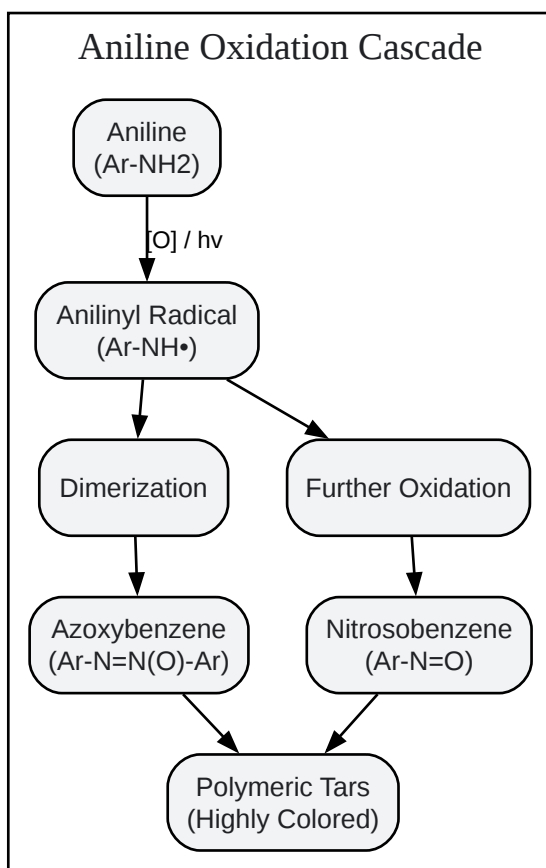 Aniline Oxidation Cascade
Aniline
(Ar-NH2)
[O] / hv
Anilinyl Radical
(Ar-NH•)
Dimerization
Further Oxidation
Azoxybenzene
(Ar-N=N(O)-Ar)
Nitrosobenzene
(Ar-N=O)
Polymeric Tars
(Highly Colored)